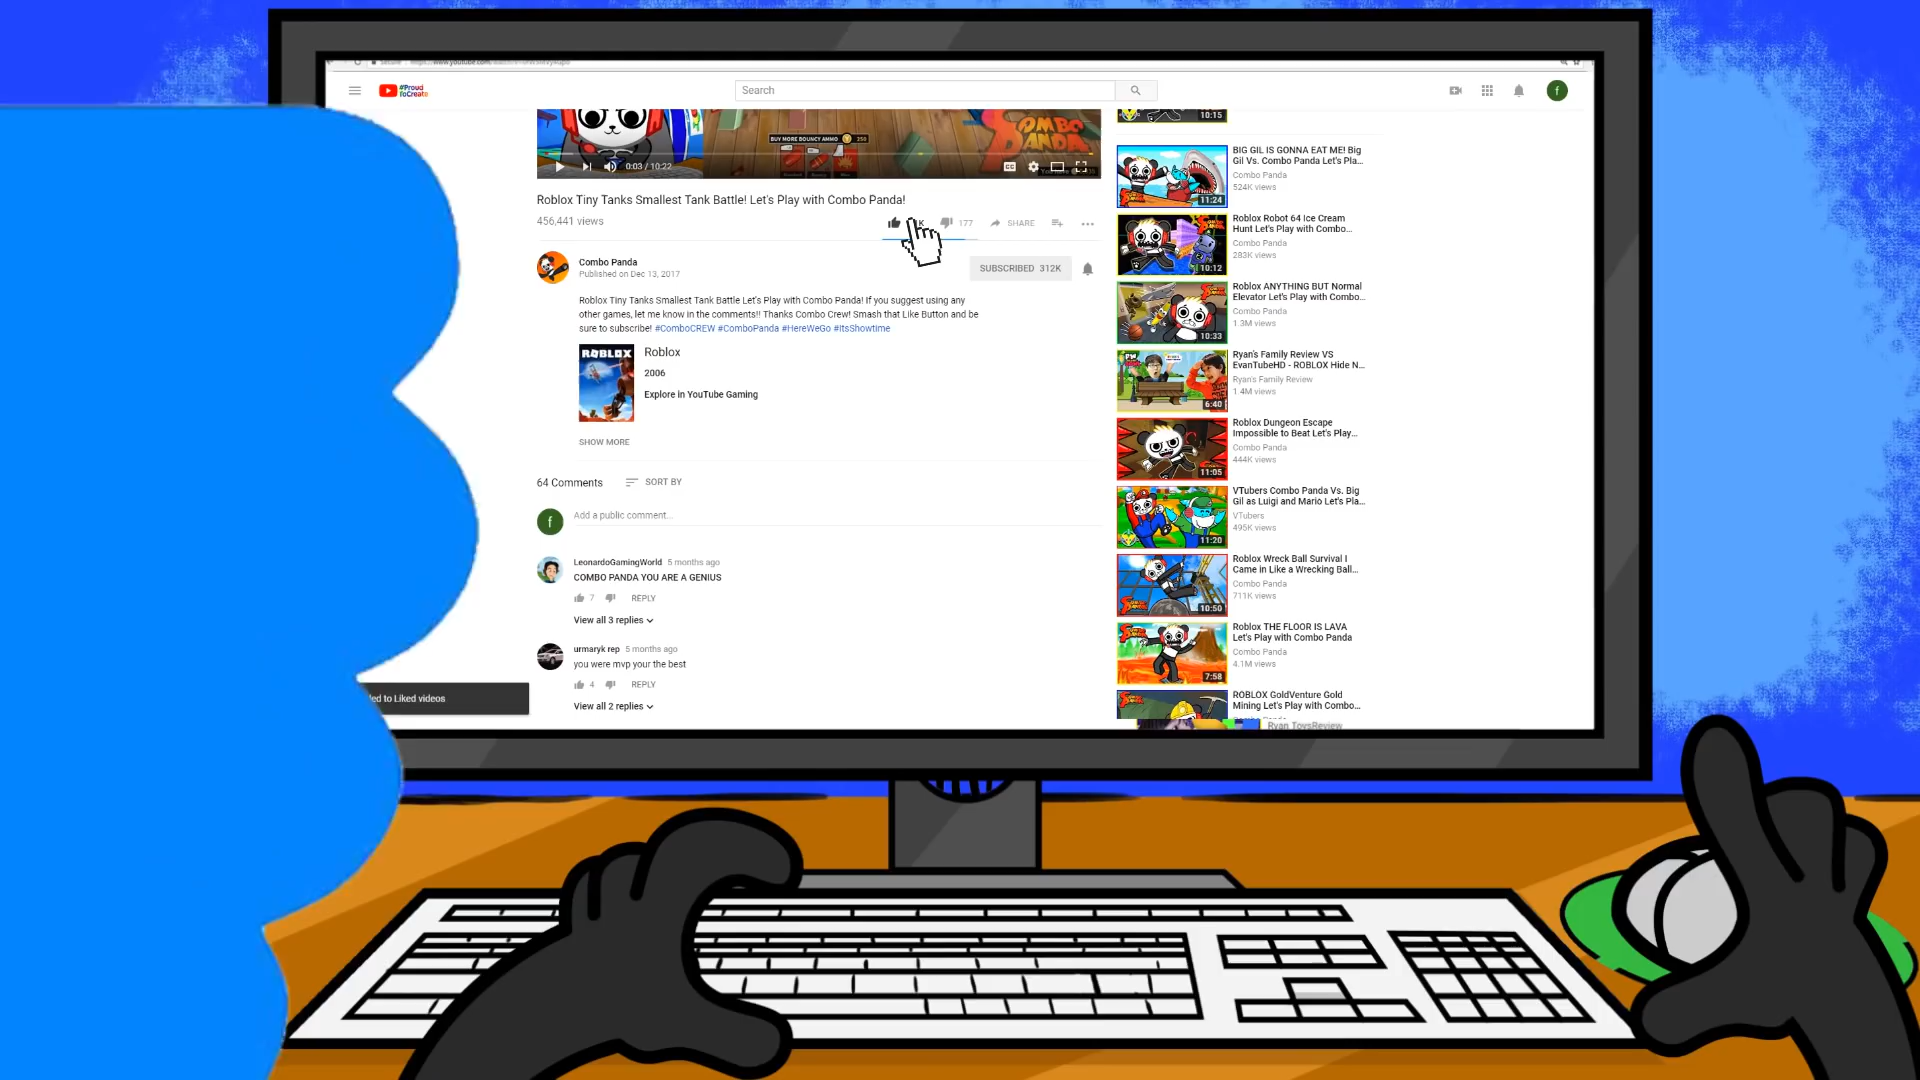 Secure
#Proud
toCreate
Search
10:15
BUY MORE BOUNCY AMMO 250
COMBO
PANDA
0:03 / 10:22
Roblox Tiny Tanks Smallest Tank Battle! Let's Play with Combo Panda!
456,441 views
K 177 SHARE
Combo Panda
Published on Dec 13, 2017
SUBSCRIBED 312K
Roblox Tiny Tanks Smallest Tank Battle Let's Play with Combo Panda! If you suggest using any
other games, let me know in the comments!! Thanks Combo Crew! Smash that Like Button and be
sure to subscribe! #ComboCREW #ComboPanda #HereWeGo #ItsShowtime
ROBLOX
Roblox
2006
Explore in YouTube Gaming
SHOW MORE
64 Comments SORT BY
f
Add a public comment...
LeonardoGamingWorld 5 months ago
COMBO PANDA YOU ARE A GENIUS
7 REPLY
View all 3 replies
urmaryk rep 5 months ago
you were mvp your the best
4 REPLY
View all 2 replies
ed to Liked videos
f
BIG GIL IS GONNA EAT ME! Big
Gil Vs. Combo Panda Let's Pla...
Combo Panda
524K views
11:24
Roblox Robot 64 Ice Cream
Hunt Let's Play with Combo...
Combo Panda
283K views
10:12
Roblox ANYTHING BUT Normal
Elevator Let's Play with Combo...
Combo Panda
1.3M views
10:33
Ryan's Family Review VS
EvanTubeHD - ROBLOX Hide N...
Ryan's Family Review
1.4M views
6:40
Roblox Dungeon Escape
Impossible to Beat Let's Play...
Combo Panda
444K views
11:05
VTubers Combo Panda Vs. Big
Gil as Luigi and Mario Let's Pla...
VTubers
495K views
11:20
Roblox Wreck Ball Survival I
Came in Like a Wrecking Ball...
Combo Panda
711K views
10:50
Roblox THE FLOOR IS LAVA
Let's Play with Combo Panda
Combo Panda
4.1M views
7:58
ROBLOX GoldVenture Gold
Mining Let's Play with Combo...
Ryan ToysReview